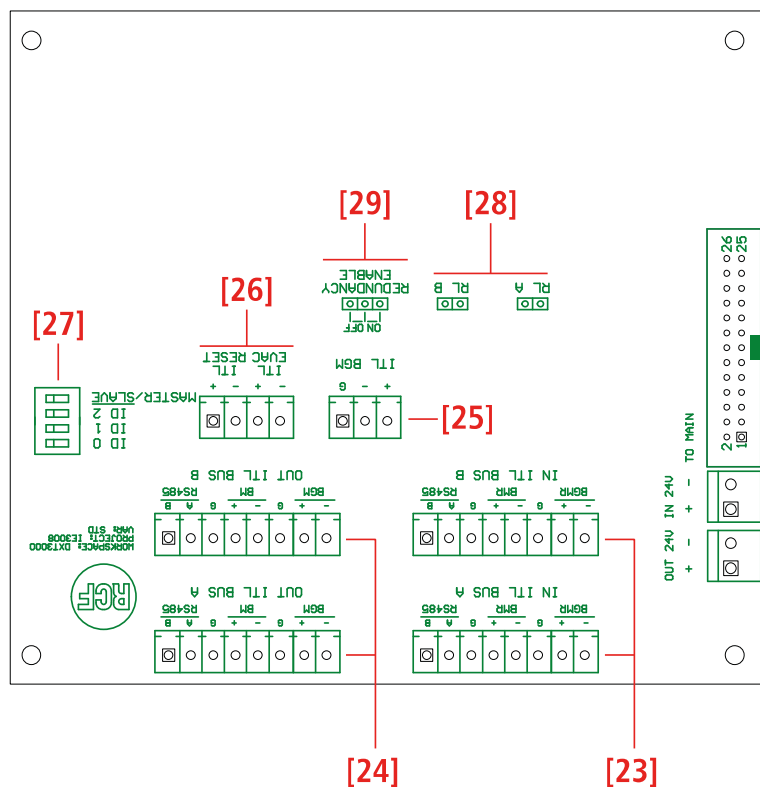 [29]
[28]
REDUNDANCY
ENABLE
ON OFF
RL B
RL A
26
25
[26]
[27]
ITL RESET
ITL EVAC
+ - + -
ITL BGM
G - +
[25]
MASTER/SLAVE
ID 2
ID 1
ID 0
2
1
TO MAIN
IN 24V
- +
OUT 24V
- +
OUT ITL BUS B
RS485 BM BGM
B A G + - G + -
IN ITL BUS B
RS485 BMR BGMR
B A G + - G + -
WORKSPACE: DXT3000
PROJECT: IE3008
VAR: STD
RCF
OUT ITL BUS A
RS485 BM BGM
B A G + - G + -
IN ITL BUS A
RS485 BMR BGMR
B A G + - G + -
[24]
[23]